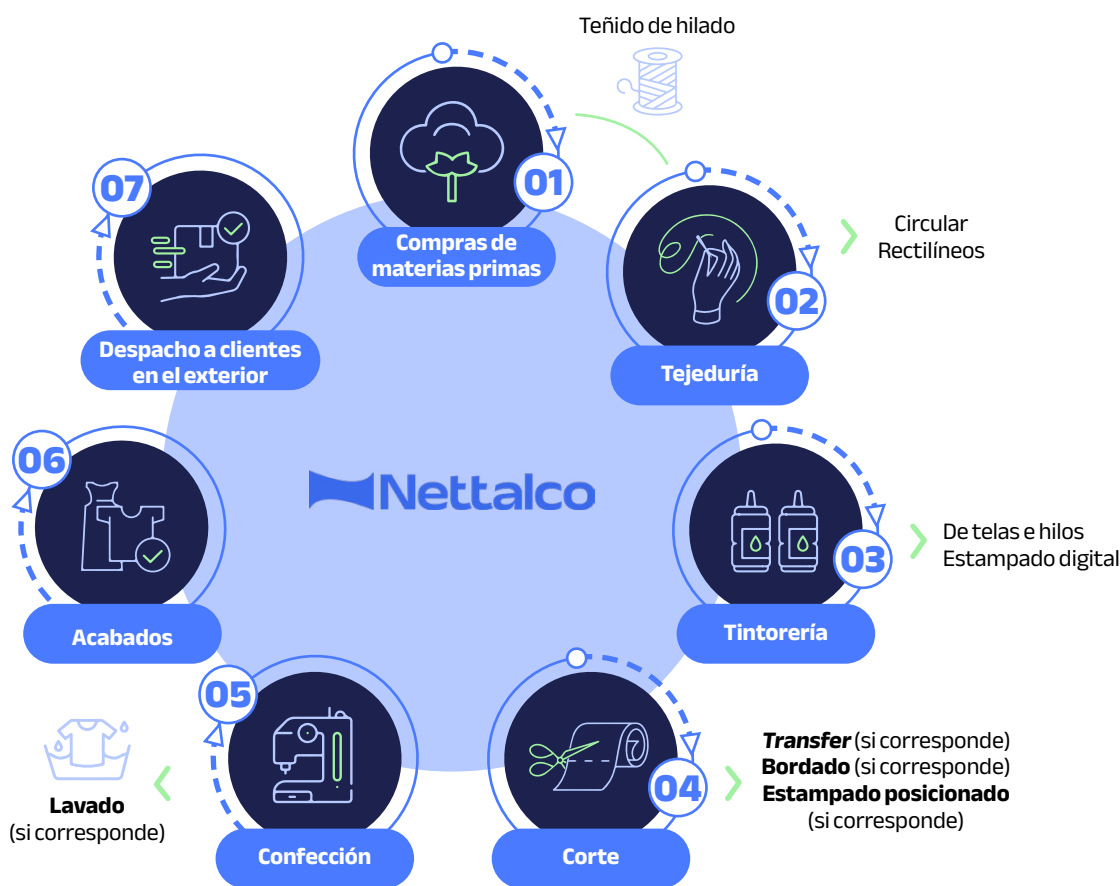 Teñido de hilado
01
Compras de
materias primas
02
Tejeduría
Circular
Rectilíneos
03
Tintorería
De telas e hilos
Estampado digital
04
Corte
Transfer (si corresponde)
Bordado (si corresponde)
Estampado posicionado
(si corresponde)
05
Confección
Lavado
(si corresponde)
06
Acabados
07
Despacho a clientes
en el exterior
Nettalco